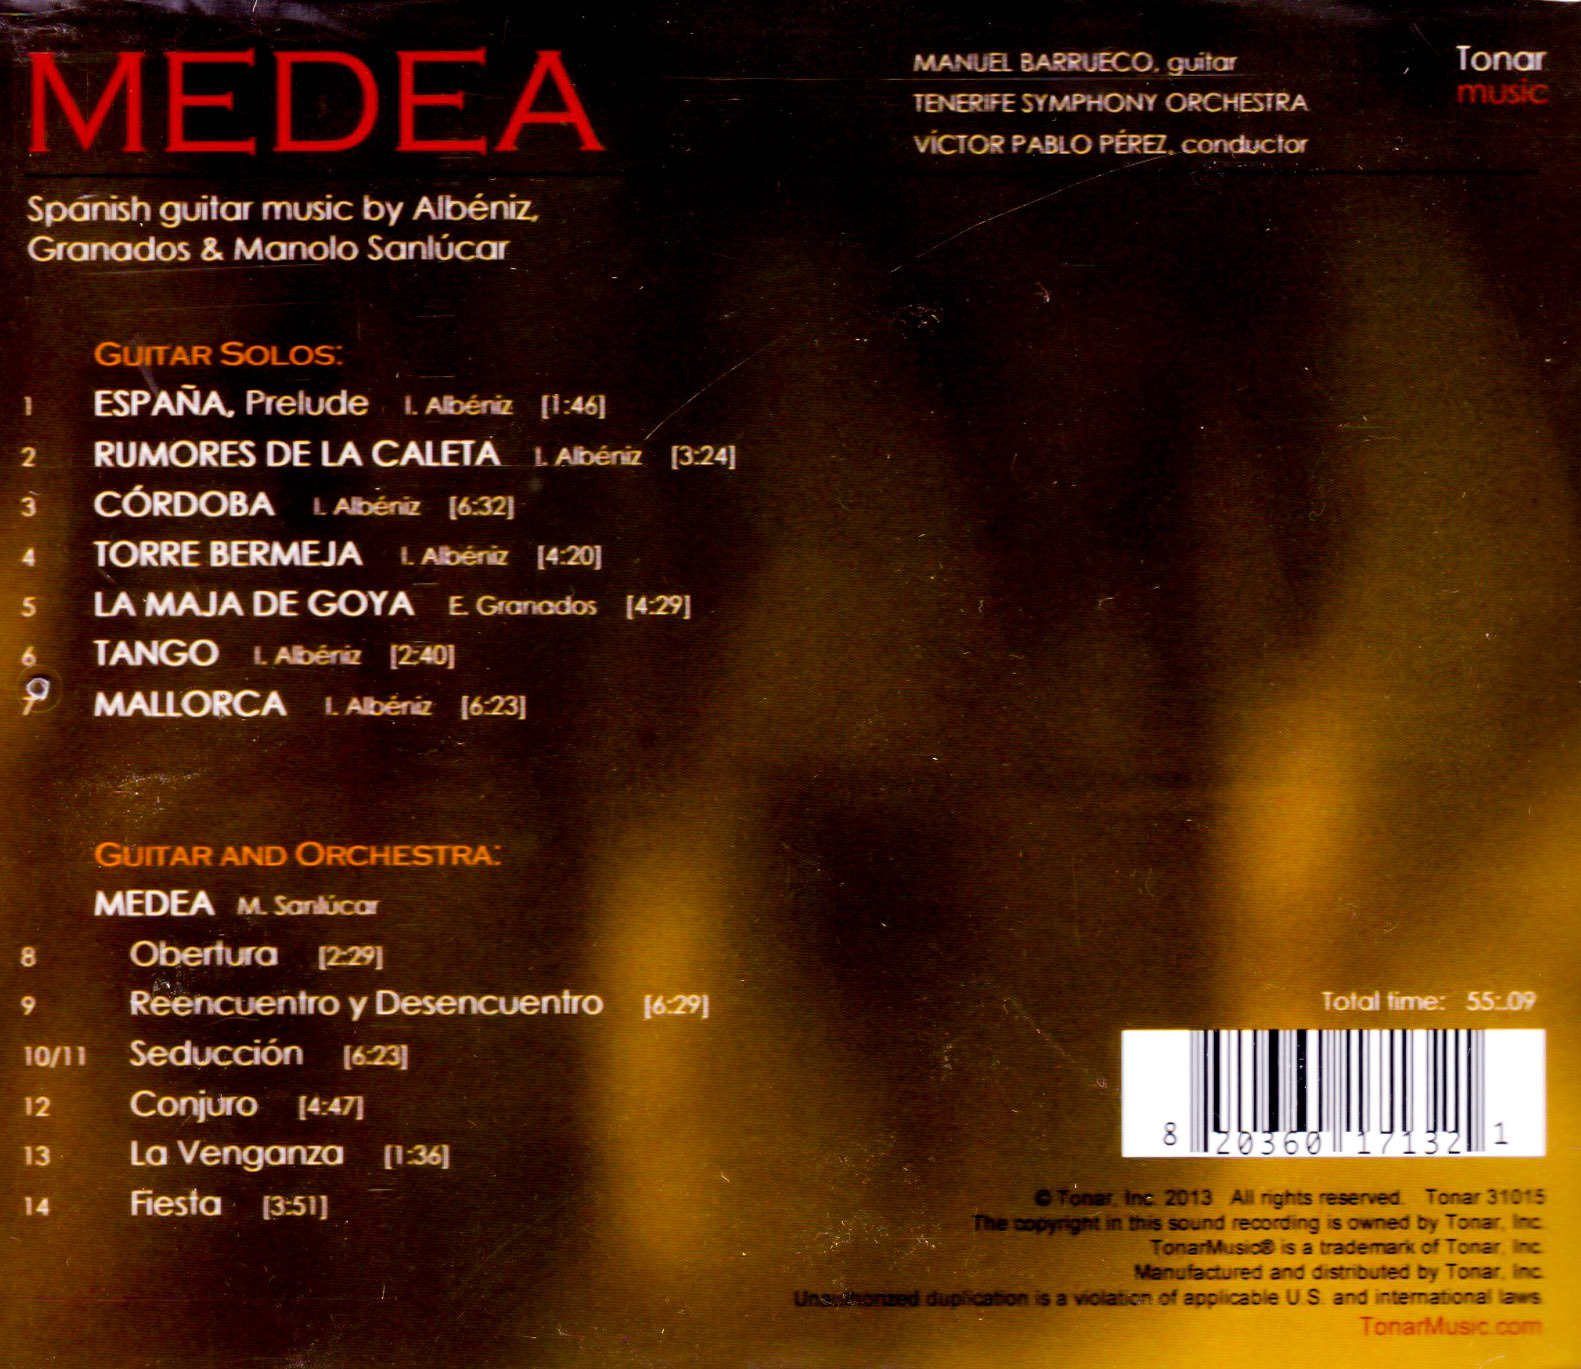 MEDEA
MANUEL BARRUECO, guitar
TENERIFE SYMPHONY ORCHESTRA
VÍCTOR PABLO PÉREZ, conductor
Tonar
music
Spanish guitar music by Albéniz,
Granados & Manolo Sanlúcar
GUITAR SOLOS:
1 ESPAÑA, Prelude I. Albéniz [1:46]
2 RUMORES DE LA CALETA I. Albéniz [3:24]
3 CÓRDOBA I. Albéniz [6:32]
4 TORRE BERMEJA I. Albéniz [4:20]
5 LA MAJA DE GOYA E. Granados [4:29]
6 TANGO I. Albéniz [2:40]
7 MALLORCA I. Albéniz [6:23]
GUITAR AND ORCHESTRA:
MEDEA M. Sanlúcar
8 Obertura [2:29]
9 Reencuentro y Desencuentro [6:29]
10/11 Seducción [6:23]
12 Conjuro [4:47]
13 La Venganza [1:36]
14 Fiesta [3:51]
Total time: 55:.09
8 20360 17132 1
© Tonar, Inc. 2013 All rights reserved. Tonar 31015
The copyright in this sound recording is owned by Tonar, Inc.
TonarMusic® is a trademark of Tonar, Inc.
Manufactured and distributed by Tonar, Inc.
Unauthorized duplication is a violation of applicable U.S. and international laws.
TonarMusic.com